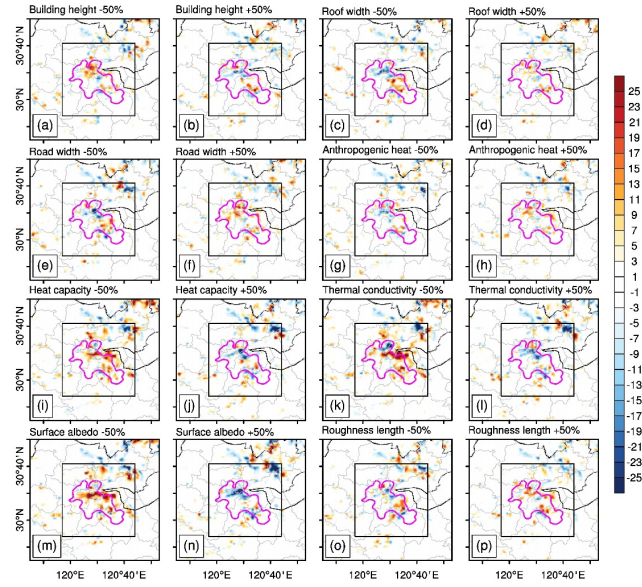 Building height -50%
Building height +50%
Roof width -50%
Roof width +50%
30°40' N
30°N
(a)
(b)
(c)
(d)
Road width -50%
Road width +50%
Anthropogenic heat -50%
Anthropogenic heat +50%
30°40' N
30°N
(e)
(f)
(g)
(h)
Heat capacity -50%
Heat capacity +50%
Thermal conductivity -50%
Thermal conductivity +50%
30°40' N
30°N
(i)
(j)
(k)
(l)
Surface albedo -50%
Surface albedo +50%
Roughness length -50%
Roughness length +50%
30°40' N
30°N
(m)
(n)
(o)
(p)
120°E
120°40' E
120°E
120°40' E
120°E
120°40' E
120°E
120°40' E
25
23
21
19
17
15
13
11
9
7
5
3
1
-1
-3
-5
-7
-9
-11
-13
-15
-17
-19
-21
-23
-25